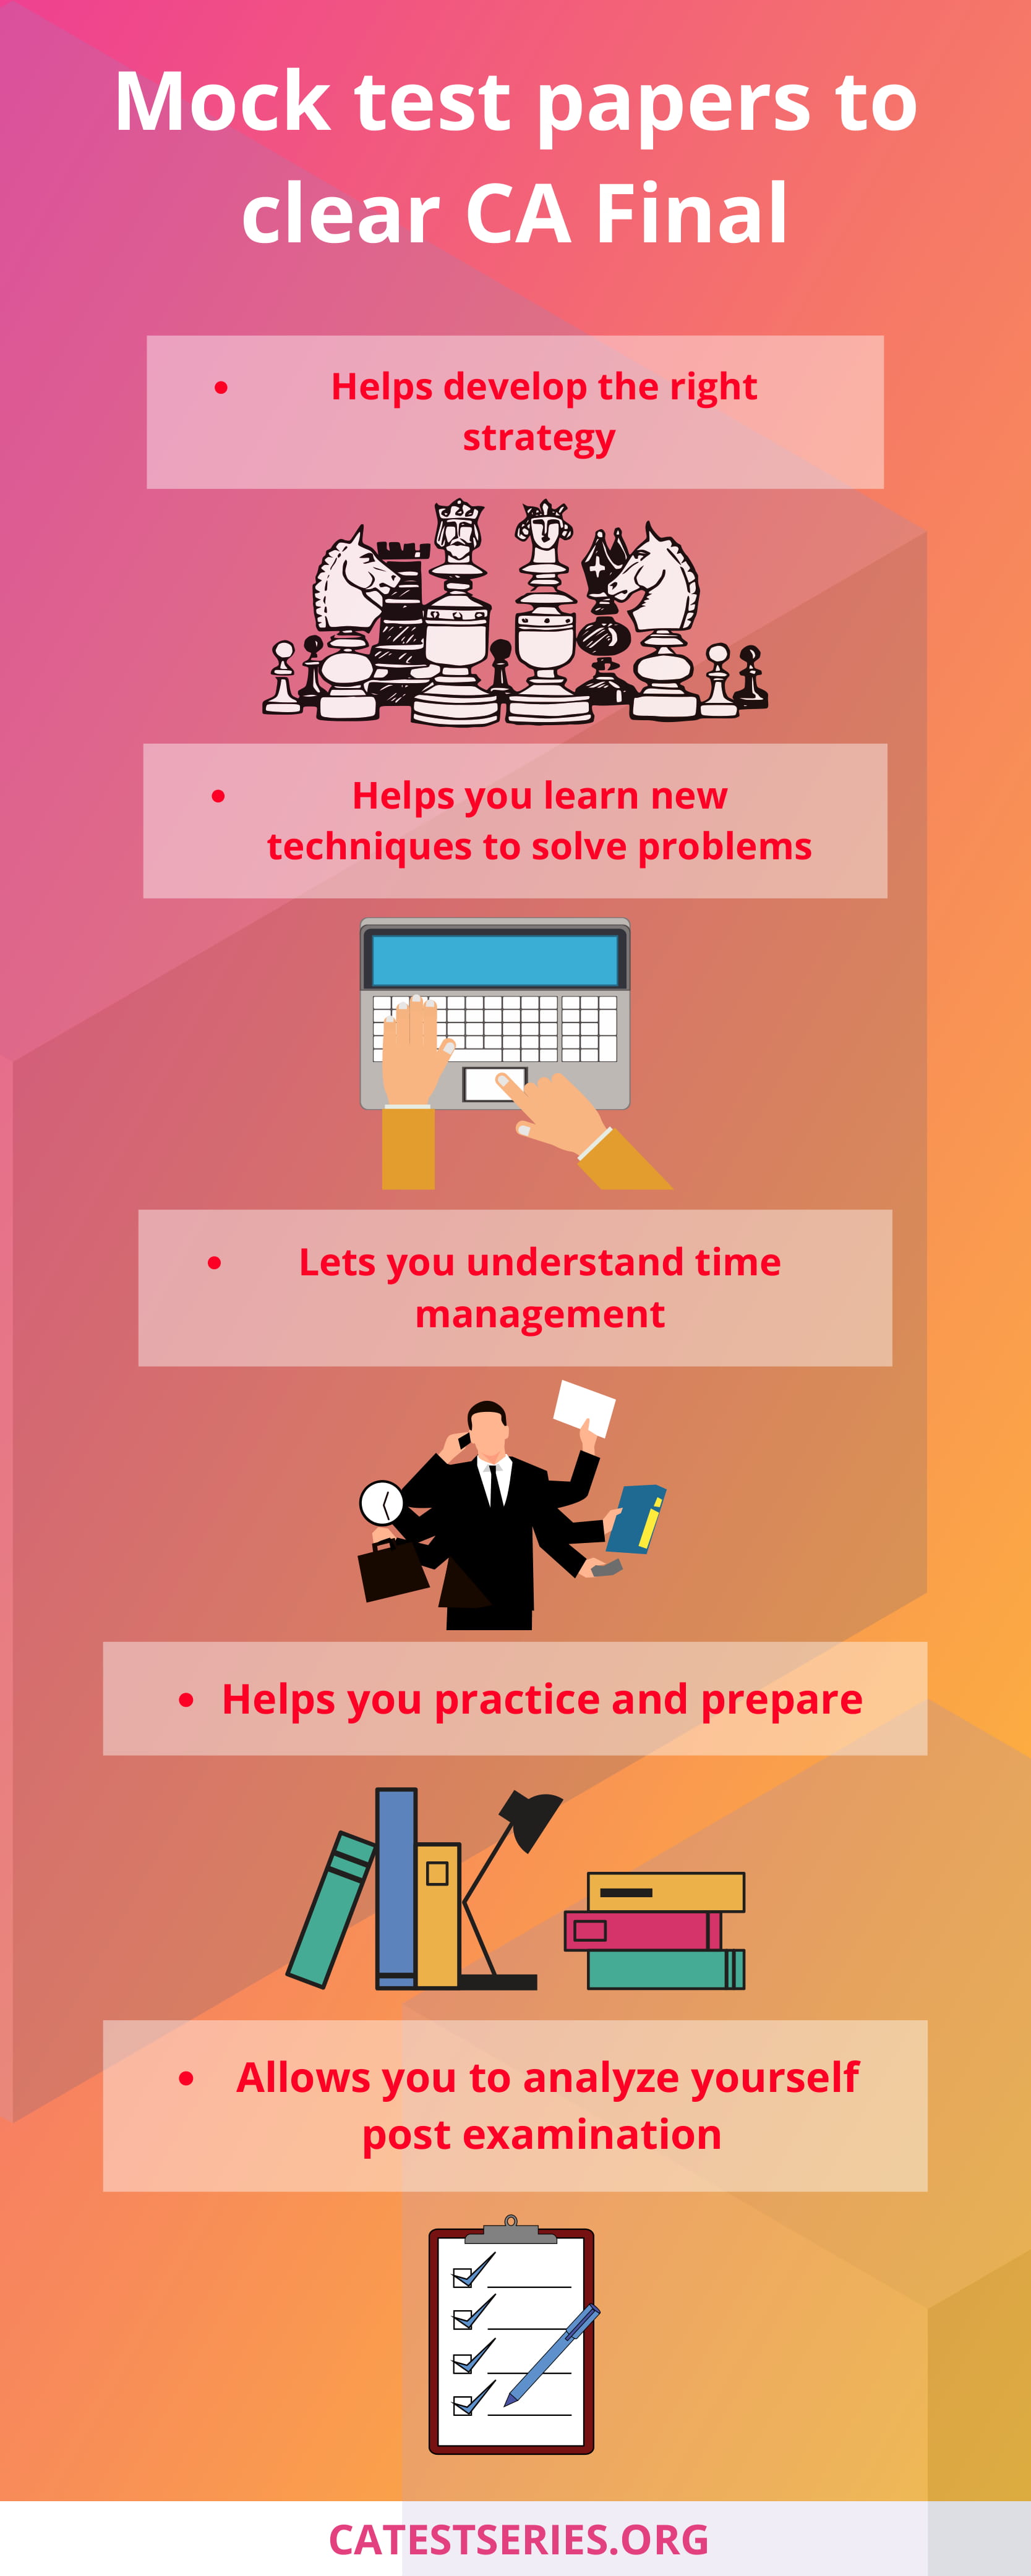 Mock test papers to
clear CA Final
• Helps develop the right
strategy
• Helps you learn new
techniques to solve problems
• Lets you understand time
management
• Helps you practice and prepare
• Allows you to analyze yourself
post examination
CATESTSERIES.ORG